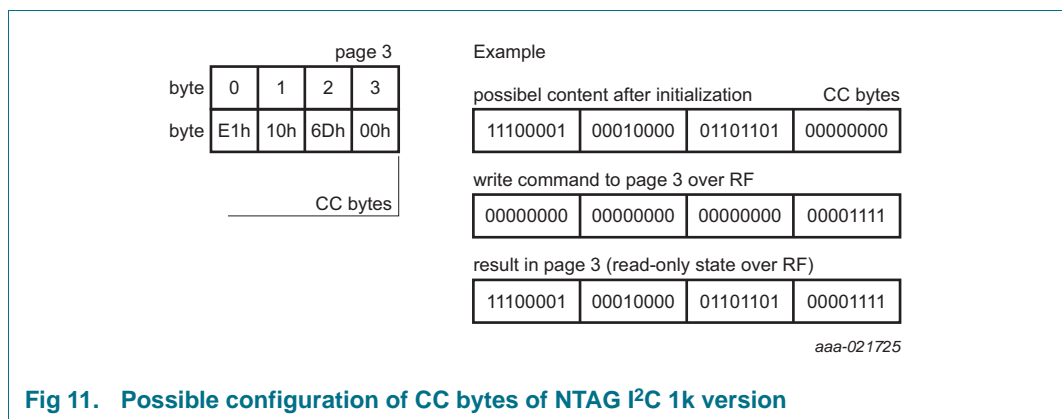 page 3
byte 0 1 2 3
byte E1h 10h 6Dh 00h
CC bytes
Example
possibel content after initialization CC bytes
11100001 00010000 01101101 00000000
write command to page 3 over RF
00000000 00000000 00000000 00001111
result in page 3 (read-only state over RF)
11100001 00010000 01101101 00001111
aaa-021725
Fig 11. Possible configuration of CC bytes of NTAG I²C 1k version